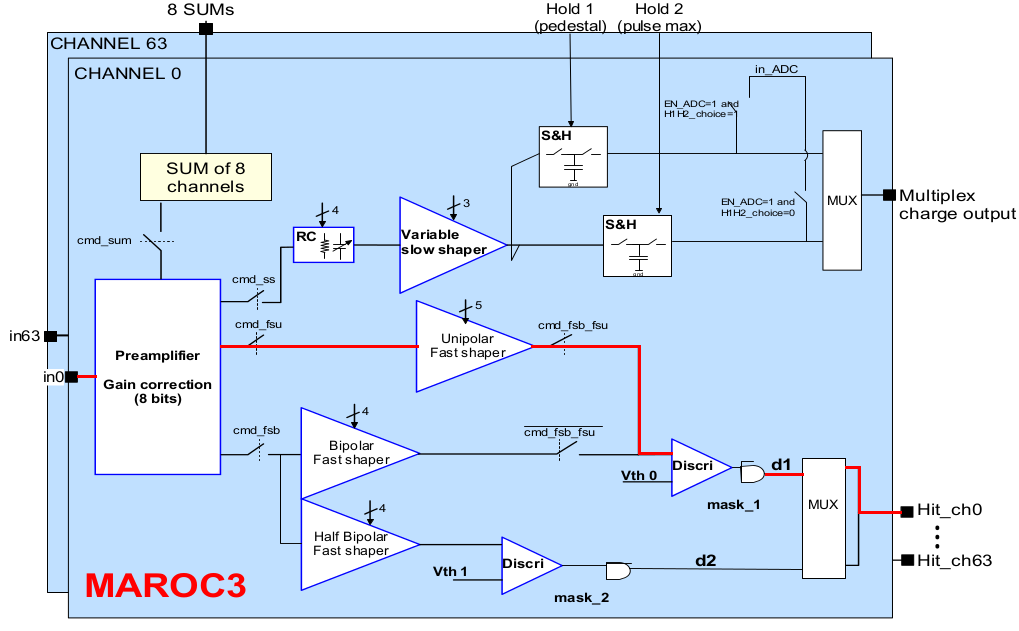 8 SUMs
Hold 1
(pedestal)
Hold 2
(pulse max)
CHANNEL 63
CHANNEL 0
in_ADC
EN_ADC=1 and
H1H2_choice=1
S&H
gnd
SUM of 8
channels
MUX
Multiplex
charge output
EN_ADC=1 and
H1H2_choice=0
cmd_sum
4
RC
3
Variable
slow shaper
S&H
gnd
cmd_ss
cmd_fsu
5
Unipolar
Fast shaper
cmd_fsb_fsu
in63
in0
Preamplifier
Gain correction
(8 bits)
cmd_fsb
4
Bipolar
Fast shaper
cmd_fsb_fsu
Vth 0
Discri
mask_1
d1
MUX
Hit_ch0
Hit_ch63
4
Half Bipolar
Fast shaper
Vth 1
Discri
mask_2
d2
MAROC3